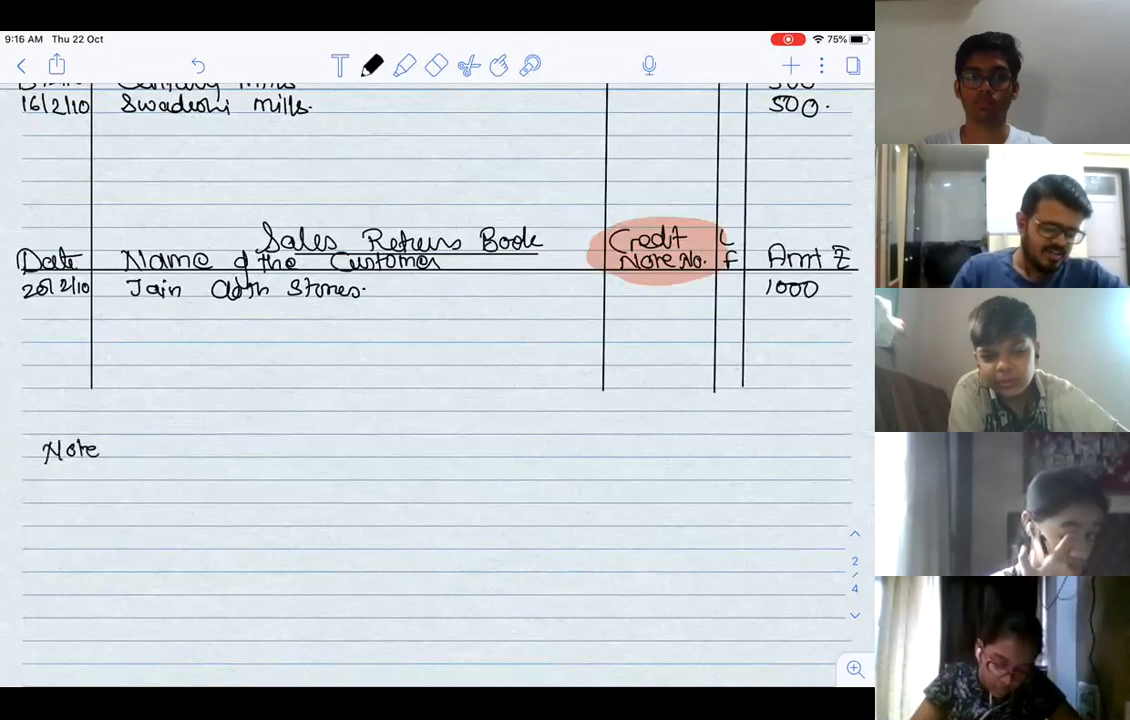 9:16 AM Thu 22 Oct 75%
16/2/10 Swadeshi mills. 500.
Sales Returns Book
Credit L
Date Name of the Customer Note No. F Amt ₹
20/2/10 Jain Cloth Stores. 1000
Note
2
/
4